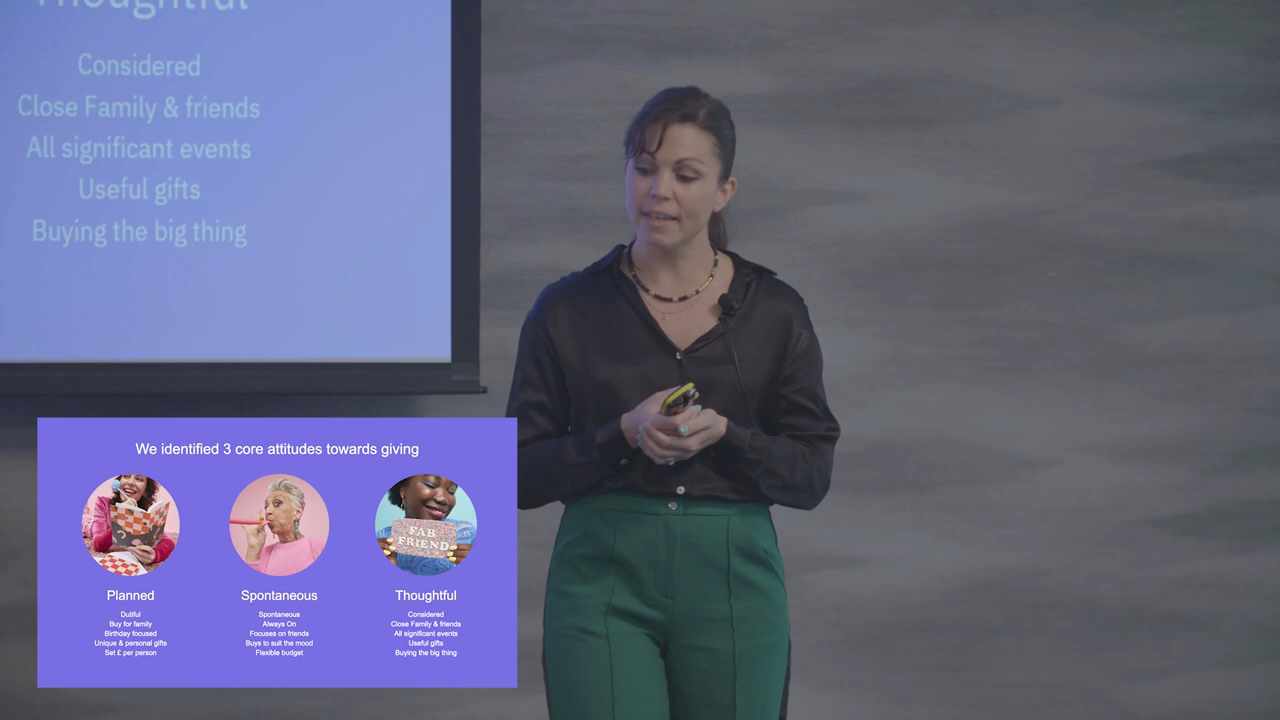 Thoughtful
Considered
Close Family & friends
All significant events
Useful gifts
Buying the big thing
We identified 3 core attitudes towards giving
FAB
FRIEND
Planned
Dutiful
Buy for family
Birthday focused
Unique & personal gifts
Set £ per person
Spontaneous
Spontaneous
Always On
Focuses on friends
Buys to suit the mood
Flexible budget
Thoughtful
Considered
Close Family & friends
All significant events
Useful gifts
Buying the big thing